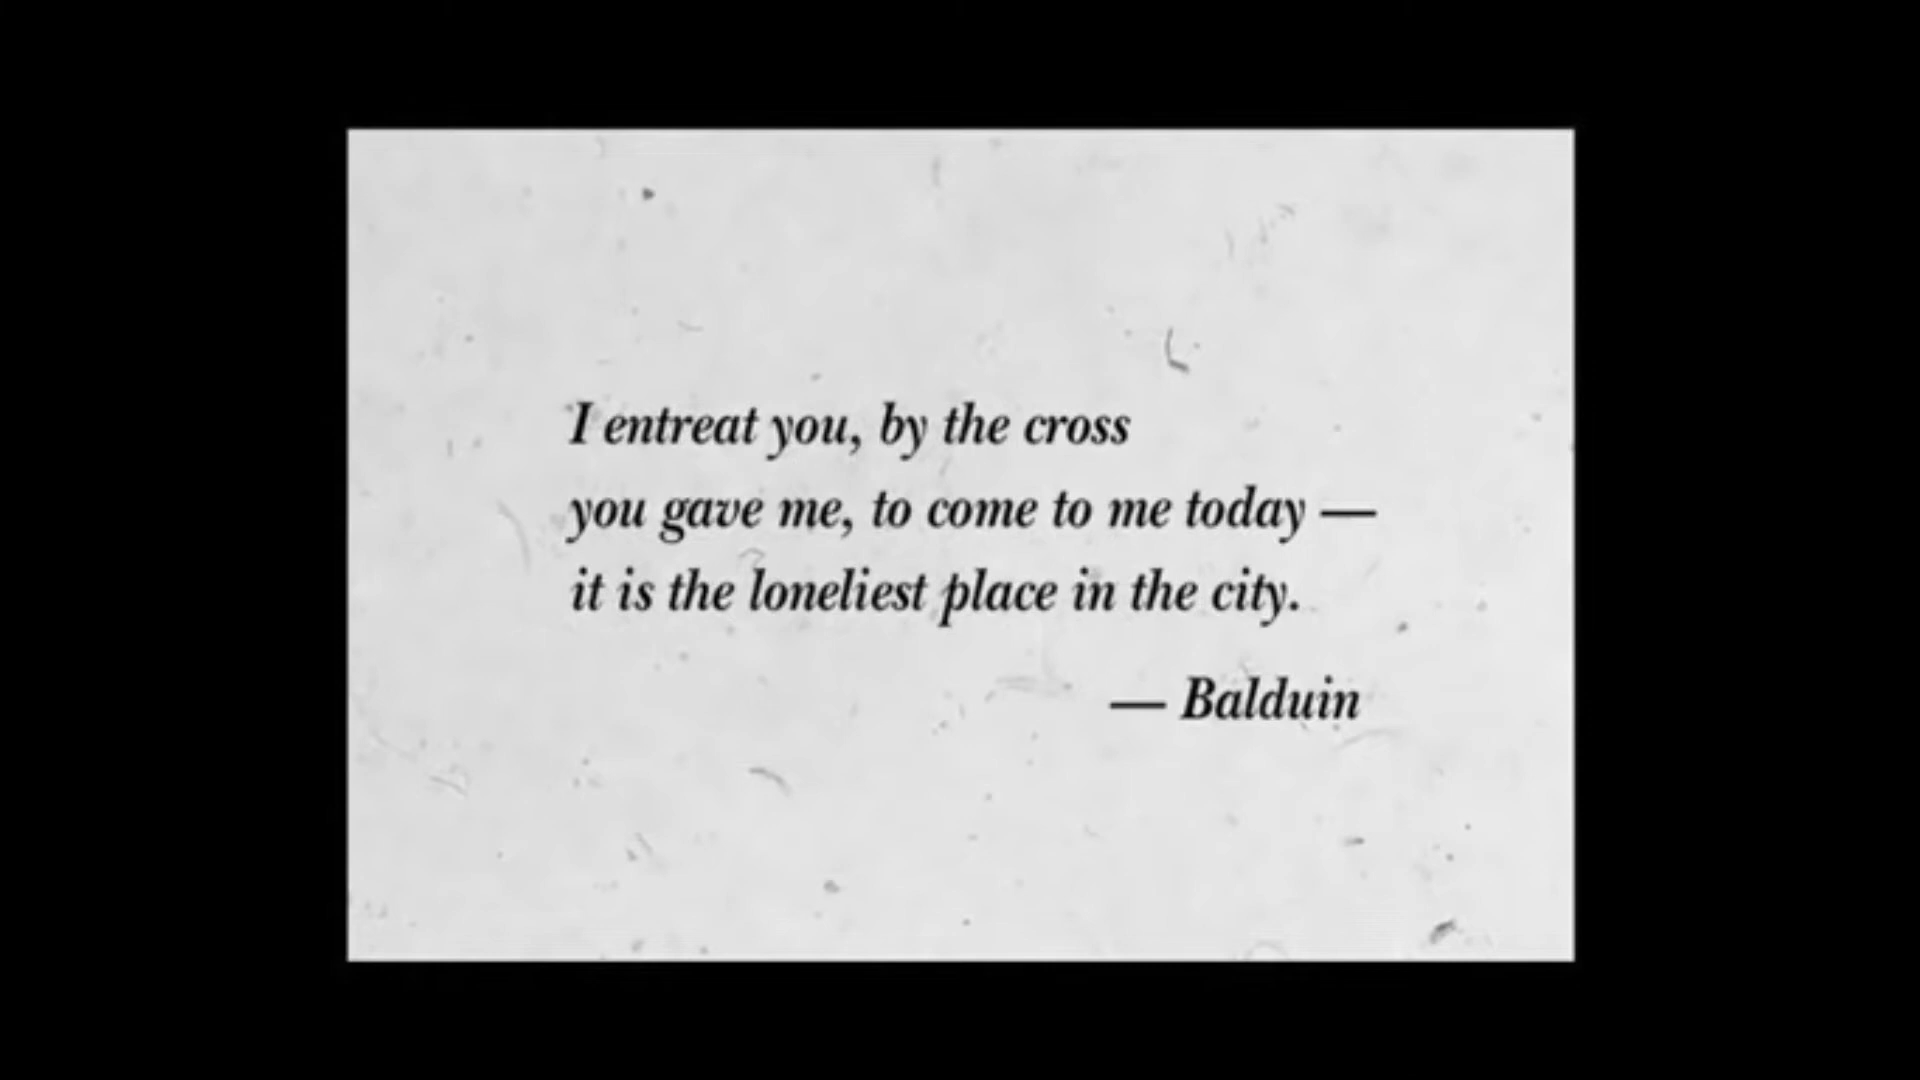 I entreat you, by the cross
you gave me, to come to me today —
it is the loneliest place in the city.
— Balduin